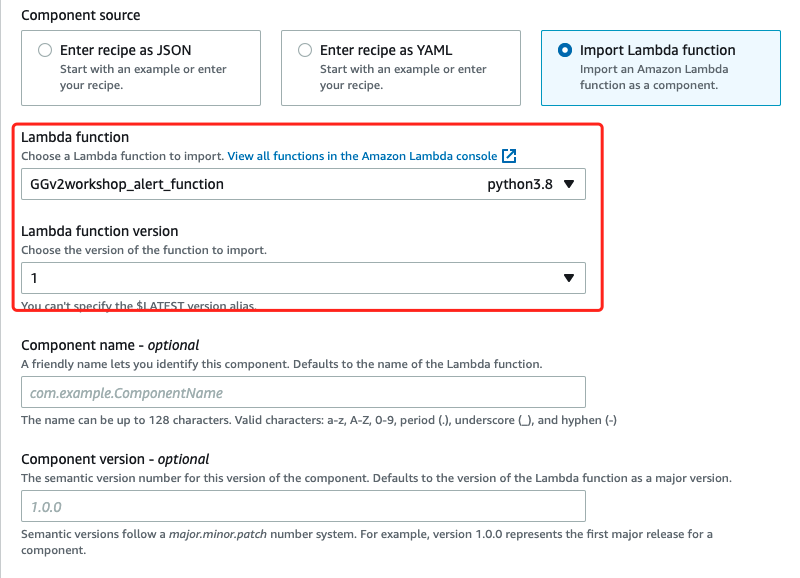 Component source
Enter recipe as JSON
Start with an example or enter
your recipe.
Enter recipe as YAML
Start with an example or enter
your recipe.
Import Lambda function
Import an Amazon Lambda
function as a component.
Lambda function
Choose a Lambda function to import. View all functions in the Amazon Lambda console
GGv2workshop_alert_function python3.8
Lambda function version
Choose the version of the function to import.
1
You can't specify the $LATEST version alias.
Component name - optional
A friendly name lets you identify this component. Defaults to the name of the Lambda function.
com.example.ComponentName
The name can be up to 128 characters. Valid characters: a-z, A-Z, 0-9, period (.), underscore (_), and hyphen (-)
Component version - optional
The semantic version number for this version of the component. Defaults to the version of the Lambda function as a major version.
1.0.0
Semantic versions follow a major.minor.patch number system. For example, version 1.0.0 represents the first major release for a
component.